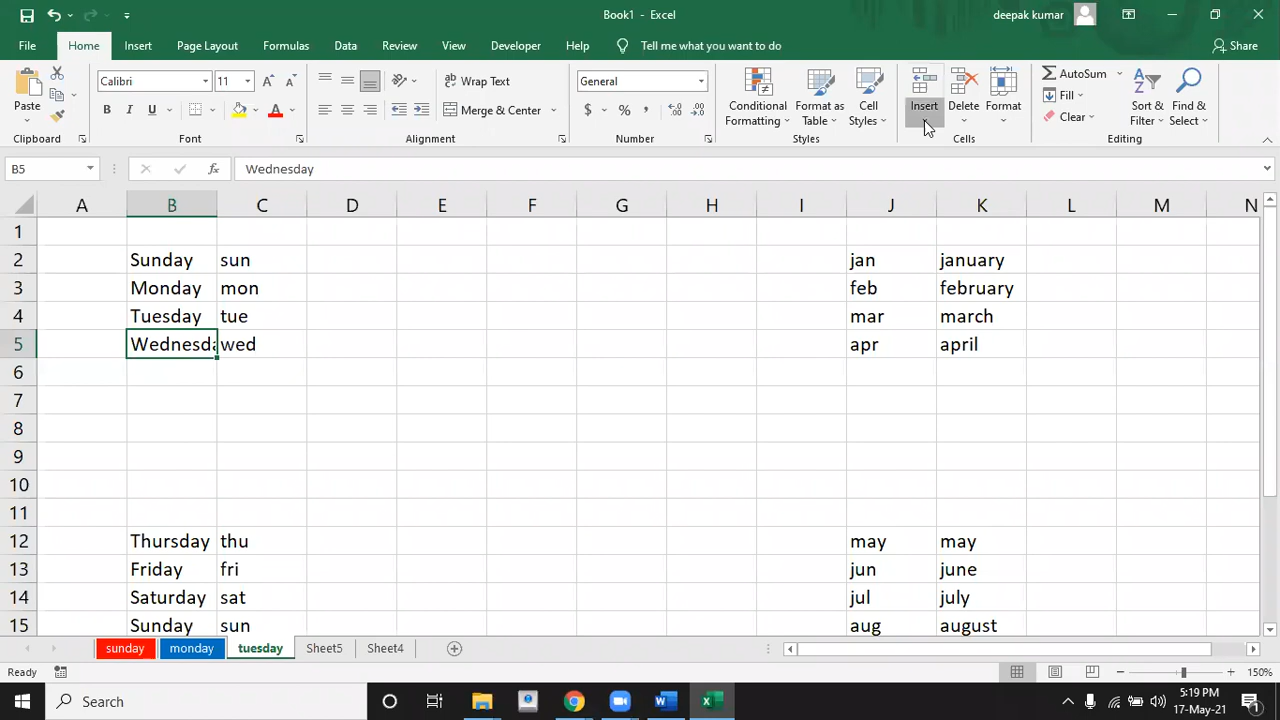 Book1 - Excel
deepak kumar
File Home Insert Page Layout Formulas Data Review View Developer Help Tell me what you want to do Share
Paste
Clipboard
Calibri 11
B I U
Font
Wrap Text
Merge & Center
Alignment
General
$ % ,
Number
Conditional Formatting
Format as Table
Cell Styles
Styles
Insert Delete Format
Cells
AutoSum
Fill
Clear
Sort & Filter
Find & Select
Editing
B5 fx Wednesday
A B C D E F G H I J K L M N
1
2 Sunday sun jan january
3 Monday mon feb february
4 Tuesday tue mar march
5 Wednesda wed apr april
6
7
8
9
10
11
12 Thursday thu may may
13 Friday fri jun june
14 Saturday sat jul july
15 Sunday sun aug august
sunday monday tuesday Sheet5 Sheet4
Ready 150%
Search
5:19 PM
17-May-21
1